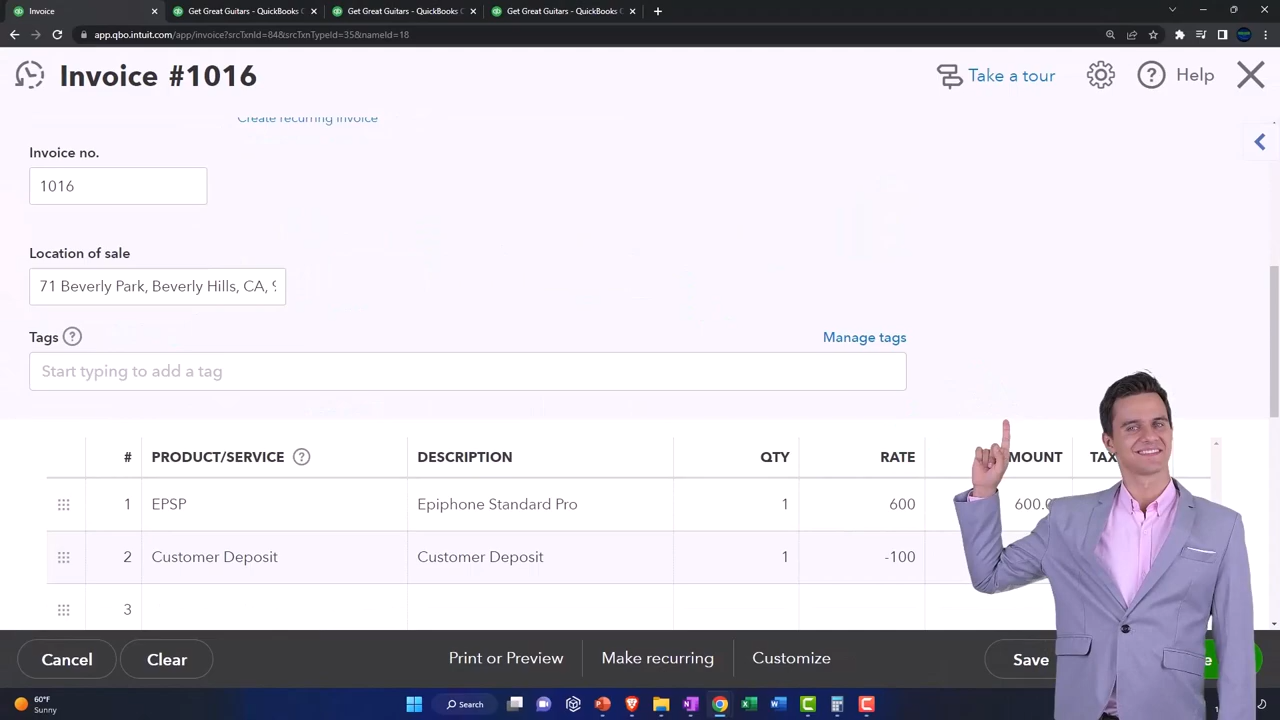 Invoice
Get Great Guitars - QuickBooks C
Get Great Guitars - QuickBooks C
Get Great Guitars - QuickBooks C
app.qbo.intuit.com/app/invoice?srcTxnId=84&srcTxnTypeId=35&nameId=18
Invoice #1016
Take a tour
Help
Create recurring invoice
Invoice no.
1016
Location of sale
71 Beverly Park, Beverly Hills, CA,
Tags
Manage tags
Start typing to add a tag
# PRODUCT/SERVICE DESCRIPTION QTY RATE TAX
1 EPSP Epiphone Standard Pro 1 600 600.0
2 Customer Deposit Customer Deposit 1 -100
3
Cancel
Clear
Print or Preview
Make recurring
Customize
Save
60°F
Sunny
Search